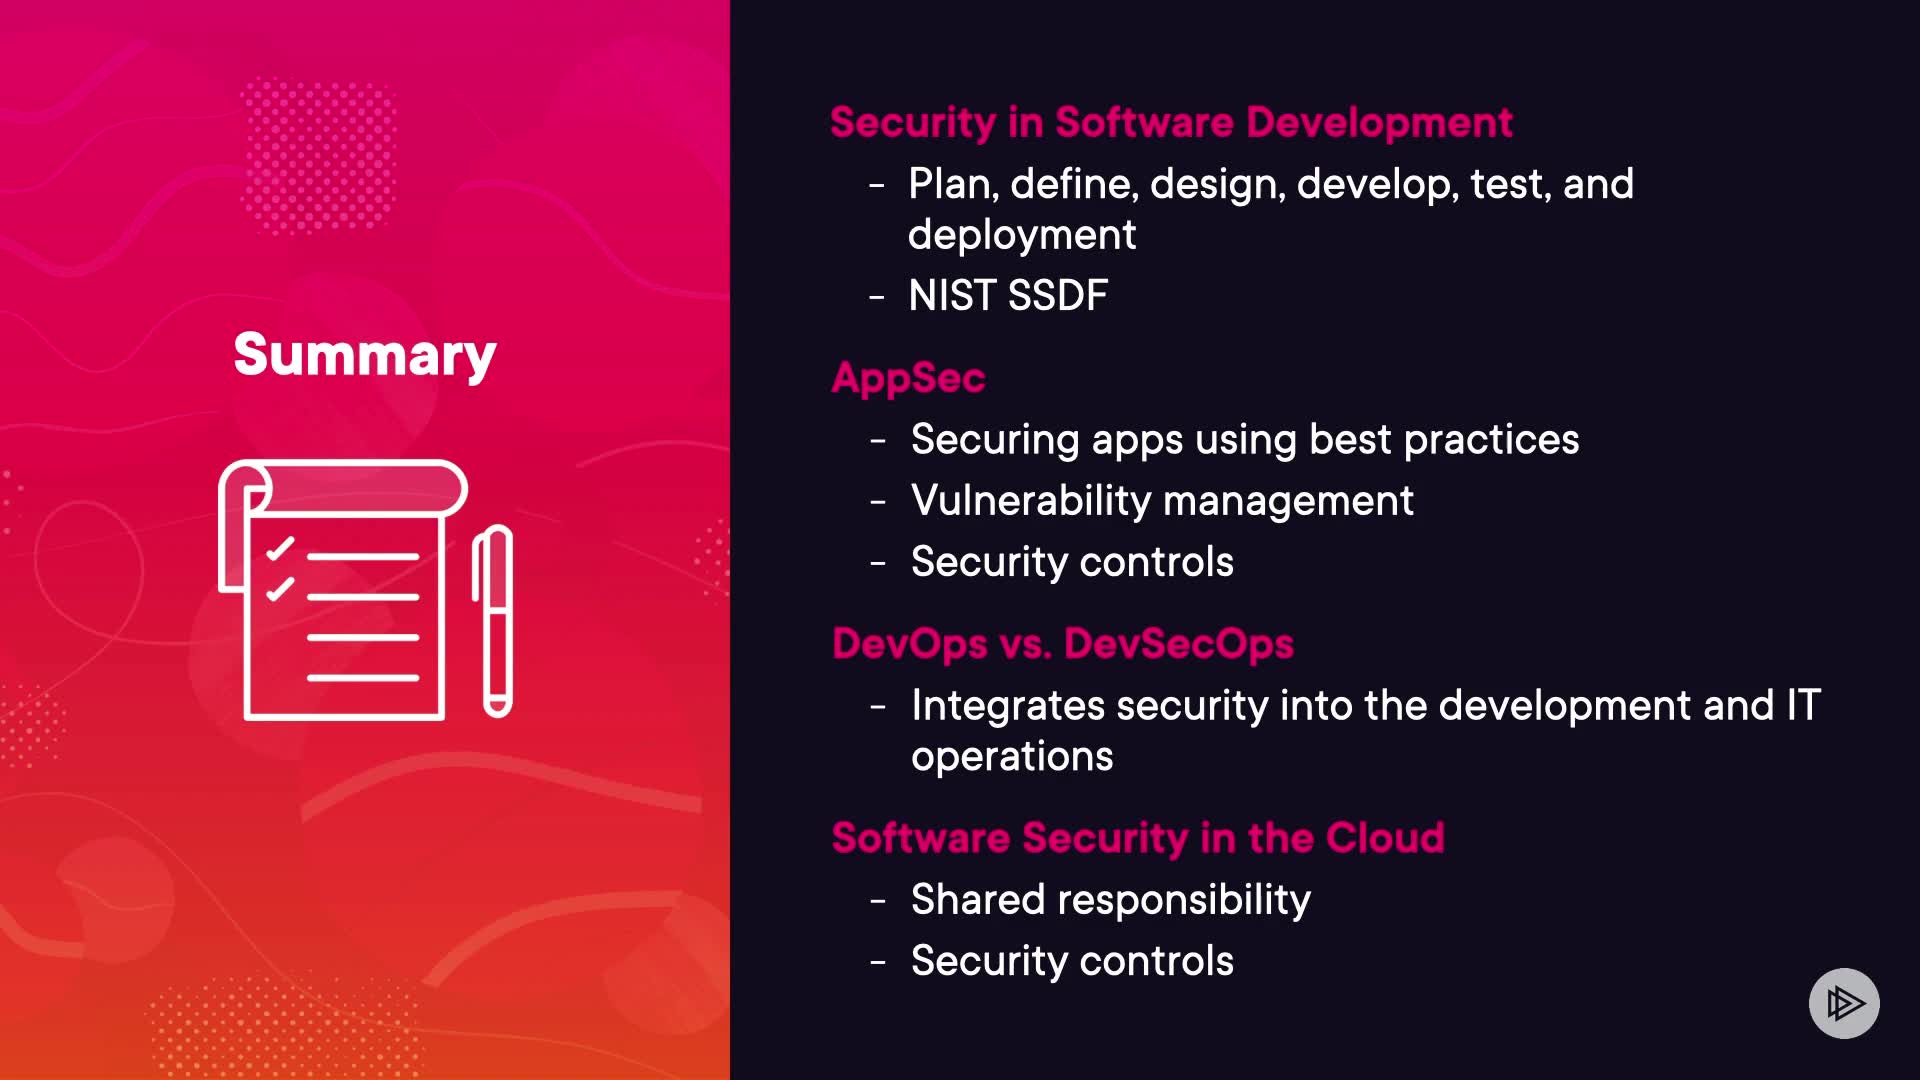 Summary
Security in Software Development
- Plan, define, design, develop, test, and
deployment
- NIST SSDF
AppSec
- Securing apps using best practices
- Vulnerability management
- Security controls
DevOps vs. DevSecOps
- Integrates security into the development and IT
operations
Software Security in the Cloud
- Shared responsibility
- Security controls